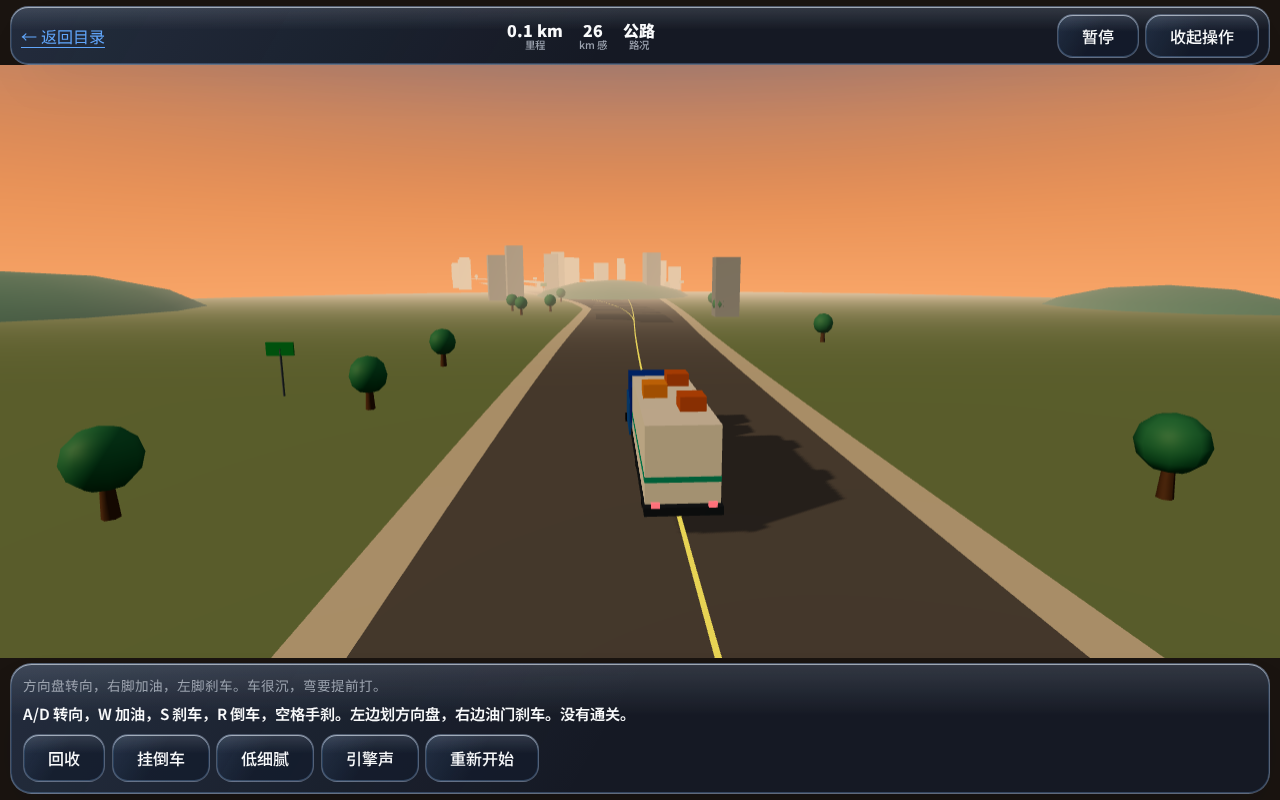 ← 返回目录
0.1 km
里程
26
km 感
公路
路况
暂停
收起操作
方向盘转向，右脚加油，左脚刹车。车很沉，弯要提前打。
A/D 转向，W 加油，S 刹车，R 倒车，空格手刹。左边划方向盘，右边油门刹车。没有通关。
回收
挂倒车
低细腻
引擎声
重新开始